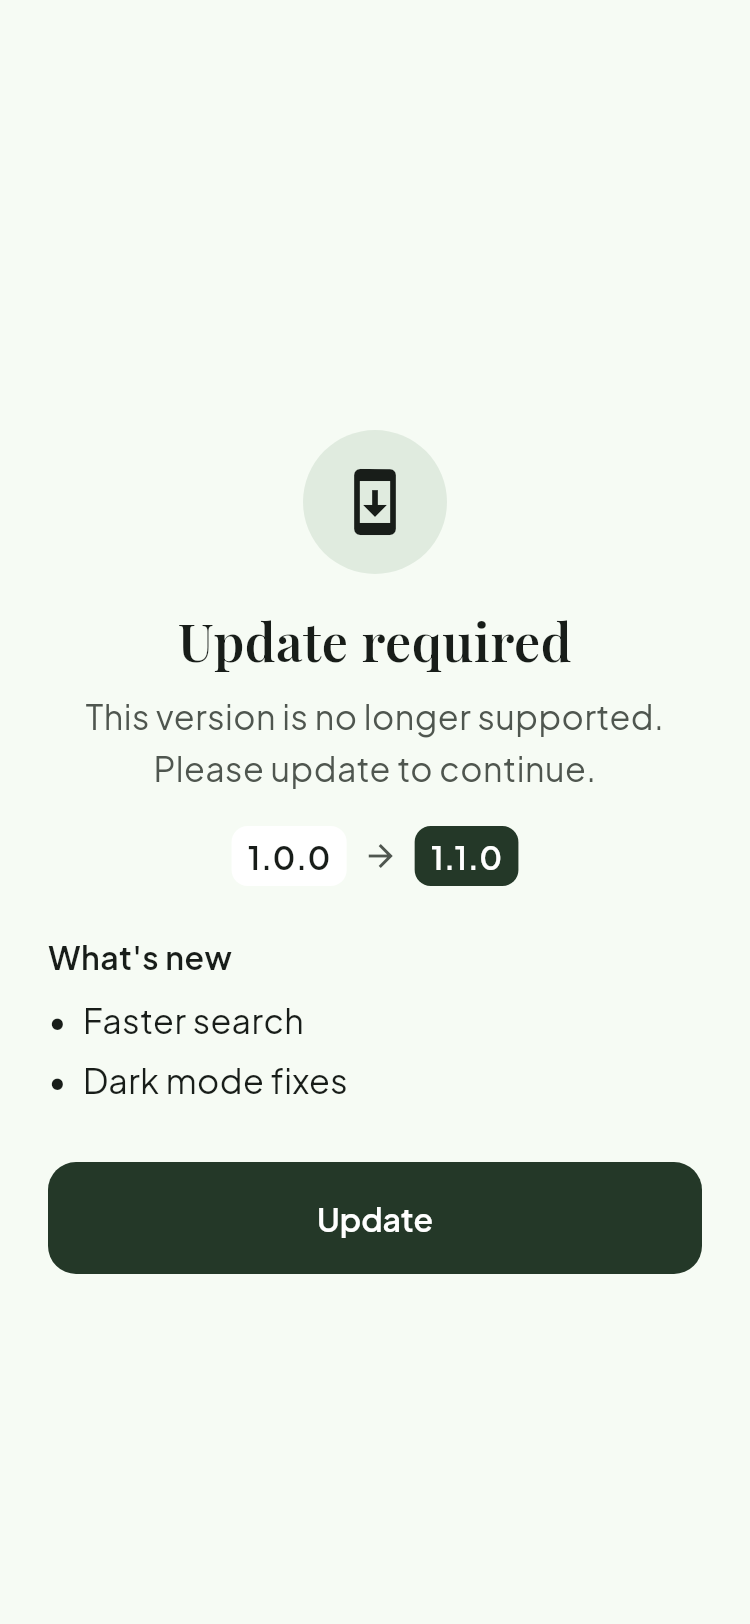 Update required
This version is no longer supported.
Please update to continue.
1.0.0 → 1.1.0
What's new
• Faster search
• Dark mode fixes
Update